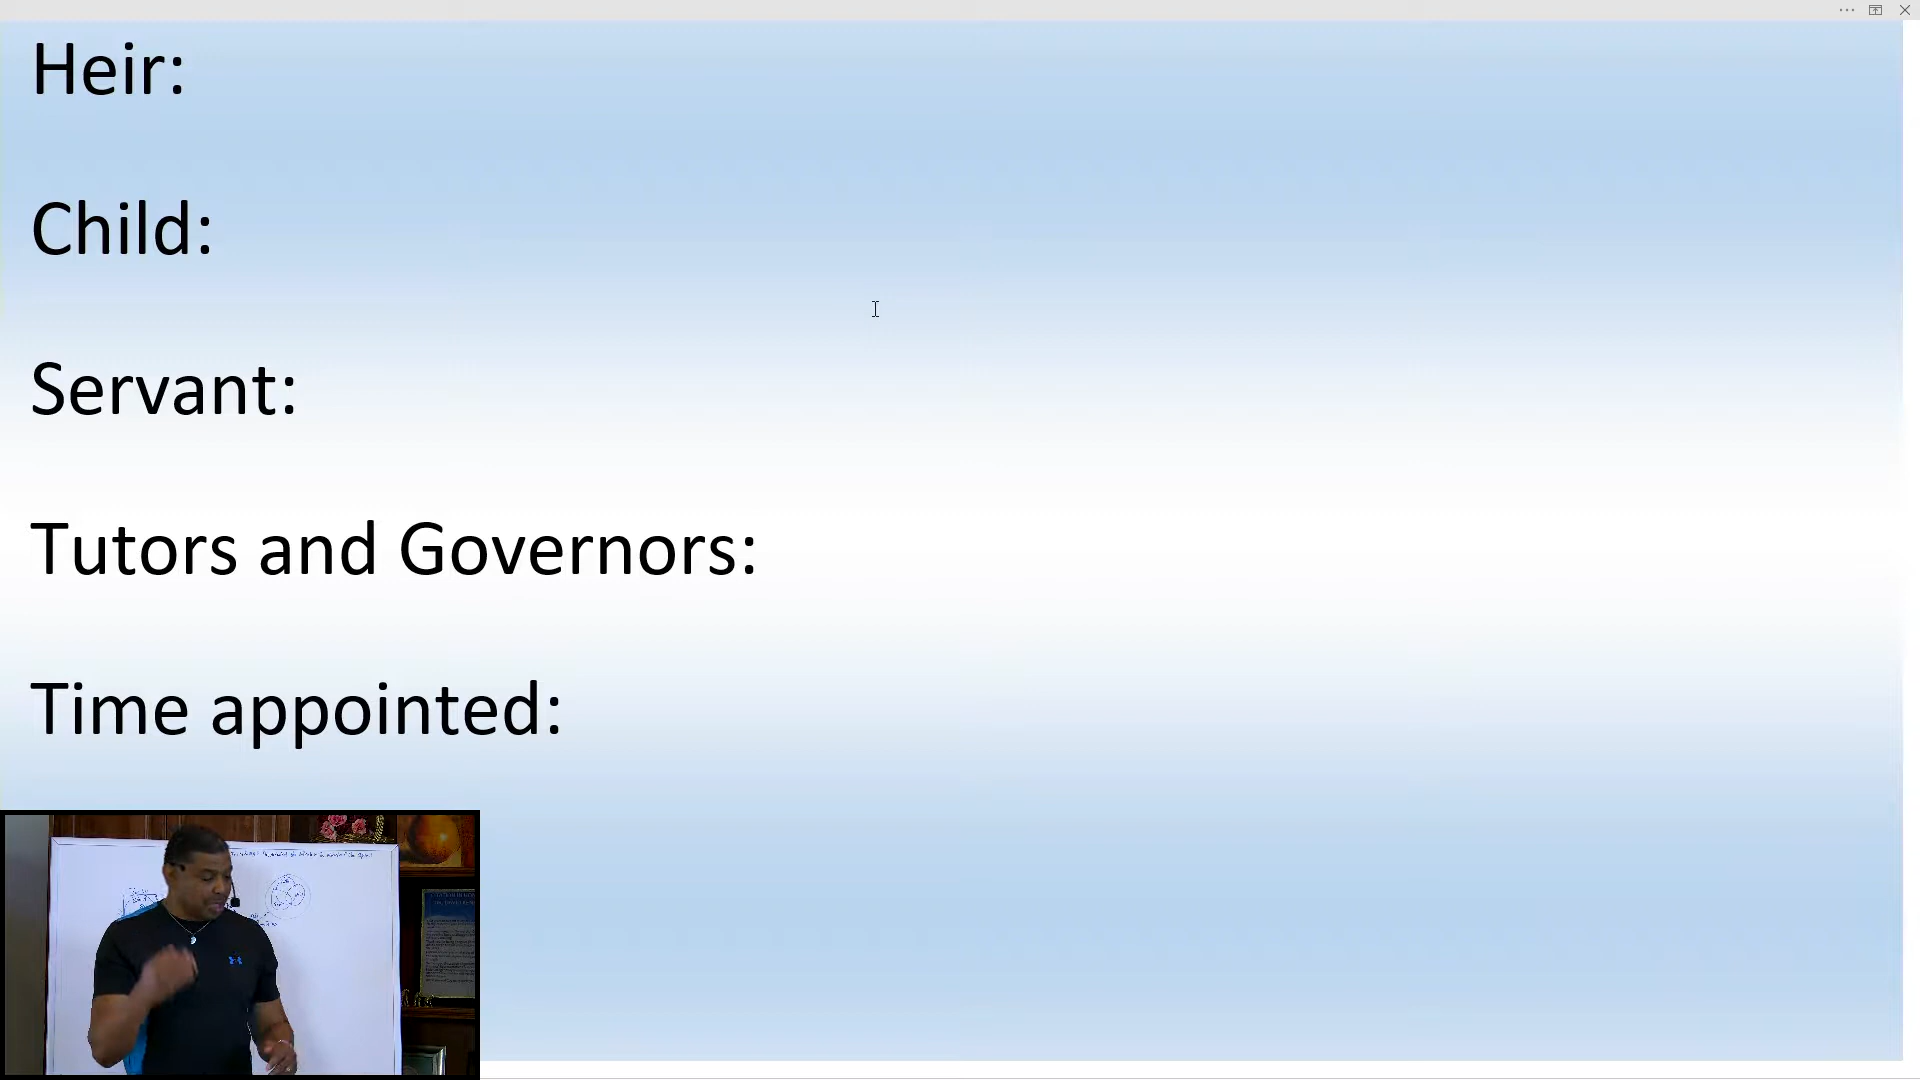 Heir:
Child:
Servant:
Tutors and Governors:
Time appointed: